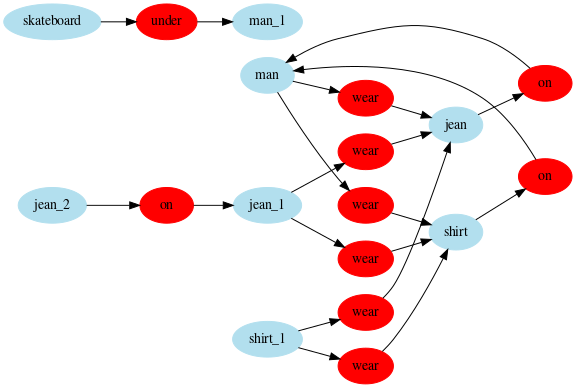 skateboard under man_1
man
on
wear
jean
wear
jean_2 on jean_1 wear
on
shirt
wear
wear
shirt_1
wear